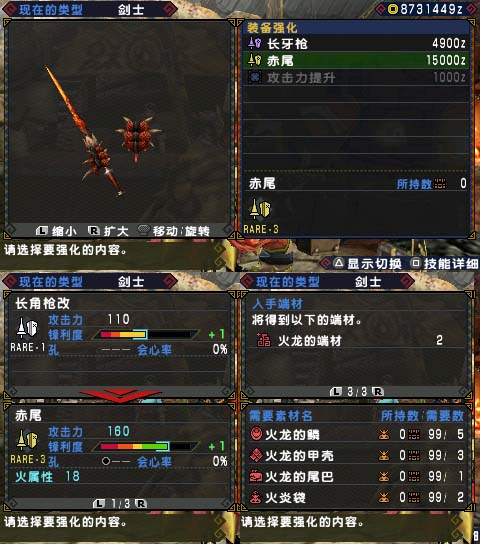 现在的类型 剑士
缩小 R 扩大 移动/旋转
请选择要强化的内容。
8731449z
装备强化
长牙枪 4900z
赤尾 15000z
攻击力提升 1000z
赤尾 所持数 0
RARE-3
△显示切换 □技能详细
现在的类型 剑士
长角枪改
攻击力 110
锋利度 +1
RARE-1 孔 --- 会心率 0%
赤尾
攻击力 160
锋利度 +1
RARE-3 孔 ○-- 会心率 0%
火属性 18
L 1/3 R
请选择要强化的内容。
现在的类型 剑士
入手端材
将得到以下的端材。
火龙的端材 2
L 3/3 R
需要素材名 所持数/需要数
火龙的鳞 0 99/ 5
火龙的甲壳 0 99/ 3
火龙的尾巴 0 99/ 1
火炎袋 0 99/ 2
请选择要强化的内容。